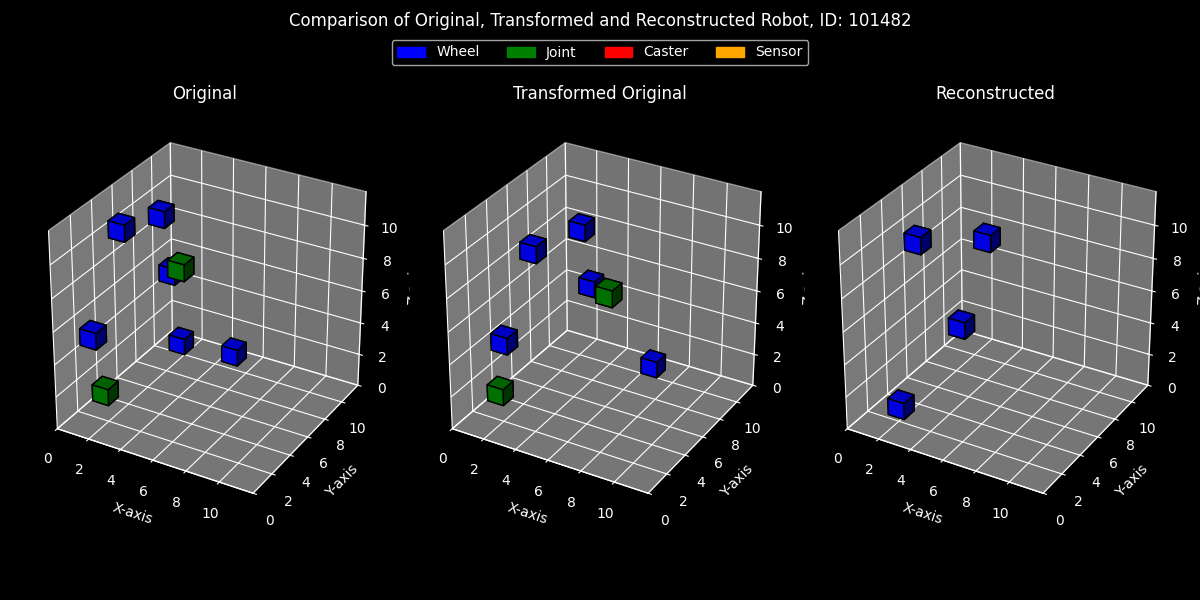 Comparison of Original, Transformed and Reconstructed Robot, ID: 101482
Wheel Joint Caster Sensor
Original Transformed Original Reconstructed
10 10 10
8 8 8
6 6 6
4 4 4
2 2 2
0 0 0
10 10 10
8 8 8
6 6 6
4 4 4
2 2 2
0 0 0
0 2 4 6 8 10 0 2 4 6 8 10 0 2 4 6 8 10
X-axis Y-axis X-axis Y-axis X-axis Y-axis